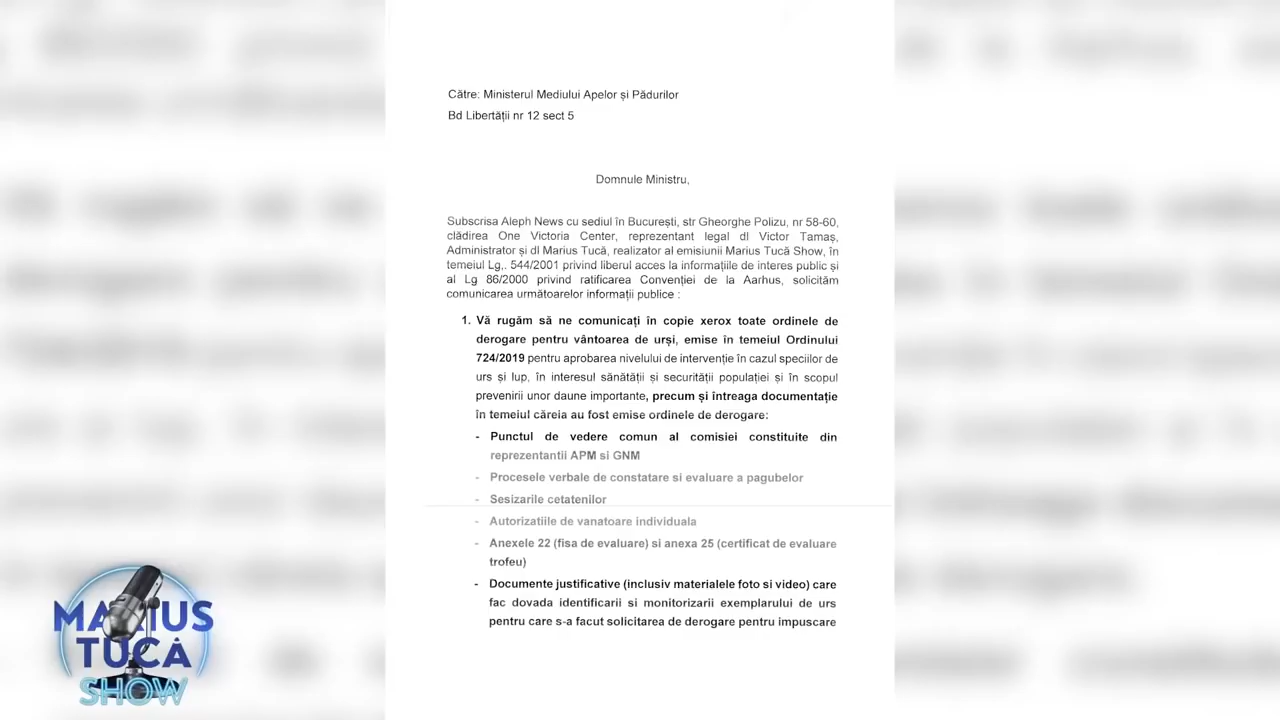 Către: Ministerul Mediului Apelor și Pădurilor
Bd Libertății nr 12 sect 5
Domnule Ministru,
Subscrisa Aleph News cu sediul în București, str Gheorghe Polizu, nr 58-60,
clădirea One Victoria Center, reprezentant legal dl Victor Tamaș,
Administrator și dl Marius Tucă, realizator al emisiunii Marius Tucă Show, în
temeiul Lg,. 544/2001 privind liberul acces la informațiile de interes public și
al Lg 86/2000 privind ratificarea Convenției de la Aarhus, solicităm
comunicarea următoarelor informații publice :
1. Vă rugăm să ne comunicați în copie xerox toate ordinele de
derogare pentru vântoarea de urși, emise în temeiul Ordinului
724/2019 pentru aprobarea nivelului de intervenție în cazul speciilor de
urs și lup, în interesul sănătății și securității populației și în scopul
prevenirii unor daune importante, precum și întreaga documentație
în temeiul căreia au fost emise ordinele de derogare:
- Punctul de vedere comun al comisiei constituite din
reprezentantii APM si GNM
- Procesele verbale de constatare si evaluare a pagubelor
- Sesizarile cetatenilor
- Autorizatiile de vanatoare individuala
- Anexele 22 (fisa de evaluare) si anexa 25 (certificat de evaluare
trofeu)
- Documente justificative (inclusiv materialele foto si video) care
fac dovada identificarii si monitorizarii exemplarului de urs
pentru care s-a facut solicitarea de derogare pentru impuscare
MARIUS
TUCĂ
SHOW